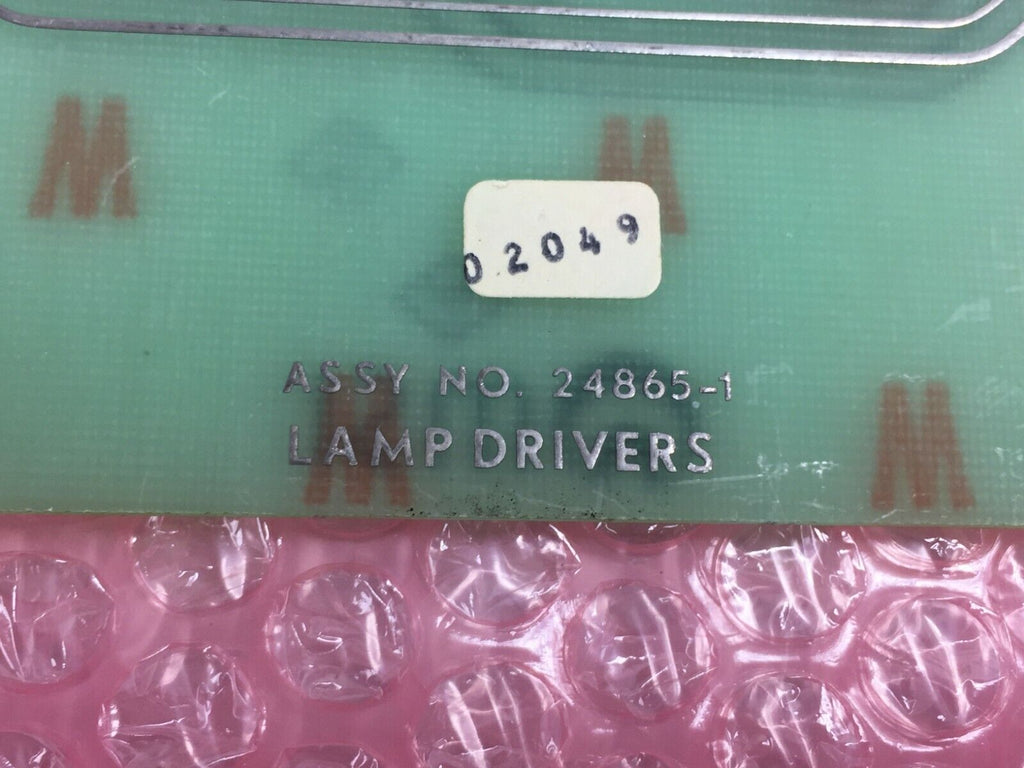 M M
02049
ASSY NO. 24865-1
LAMP DRIVERS
M M